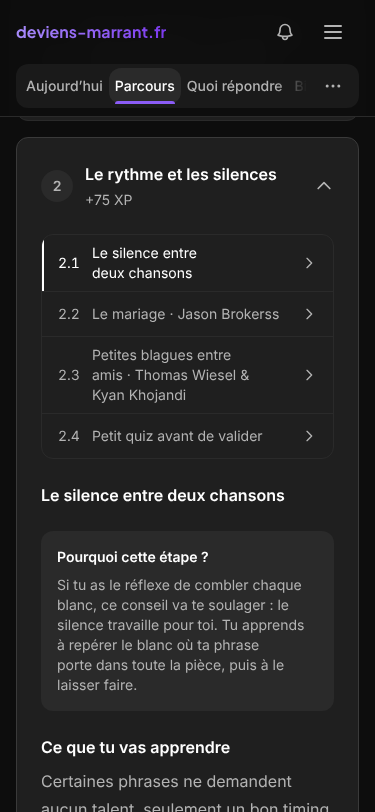 deviens-marrant.fr
Aujourd'hui Parcours Quoi répondre
2 Le rythme et les silences
+75 XP
2.1 Le silence entre
deux chansons
2.2 Le mariage · Jason Brokerss
2.3 Petites blagues entre
amis · Thomas Wiesel &
Kyan Khojandi
2.4 Petit quiz avant de valider
Le silence entre deux chansons
Pourquoi cette étape ?
Si tu as le réflexe de combler chaque
blanc, ce conseil va te soulager : le
silence travaille pour toi. Tu apprends
à repérer le blanc où ta phrase
porte dans toute la pièce, puis à le
laisser faire.
Ce que tu vas apprendre
Certaines phrases ne demandent
aucun talent, seulement un bon timing